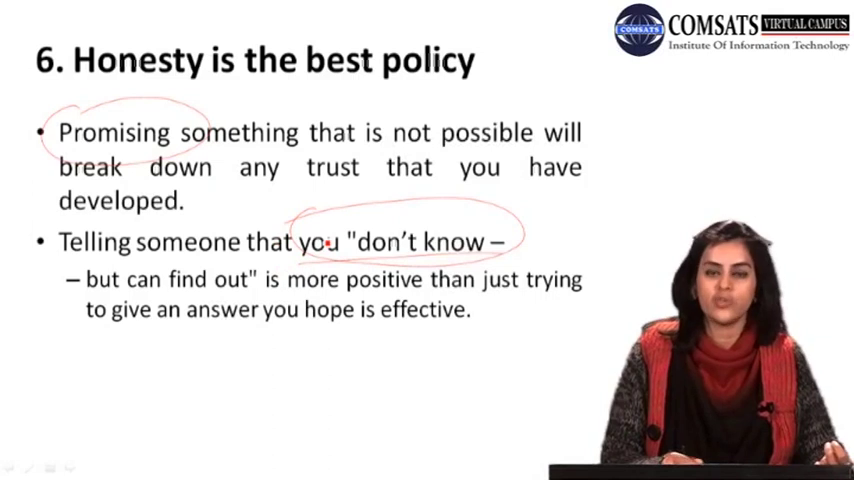 COMSATS VIRTUAL CAMPUS
COMSATS
Institute Of Information Technology
6. Honesty is the best policy
• Promising something that is not possible will
break down any trust that you have
developed.
• Telling someone that you "don’t know –
– but can find out" is more positive than just trying
to give an answer you hope is effective.